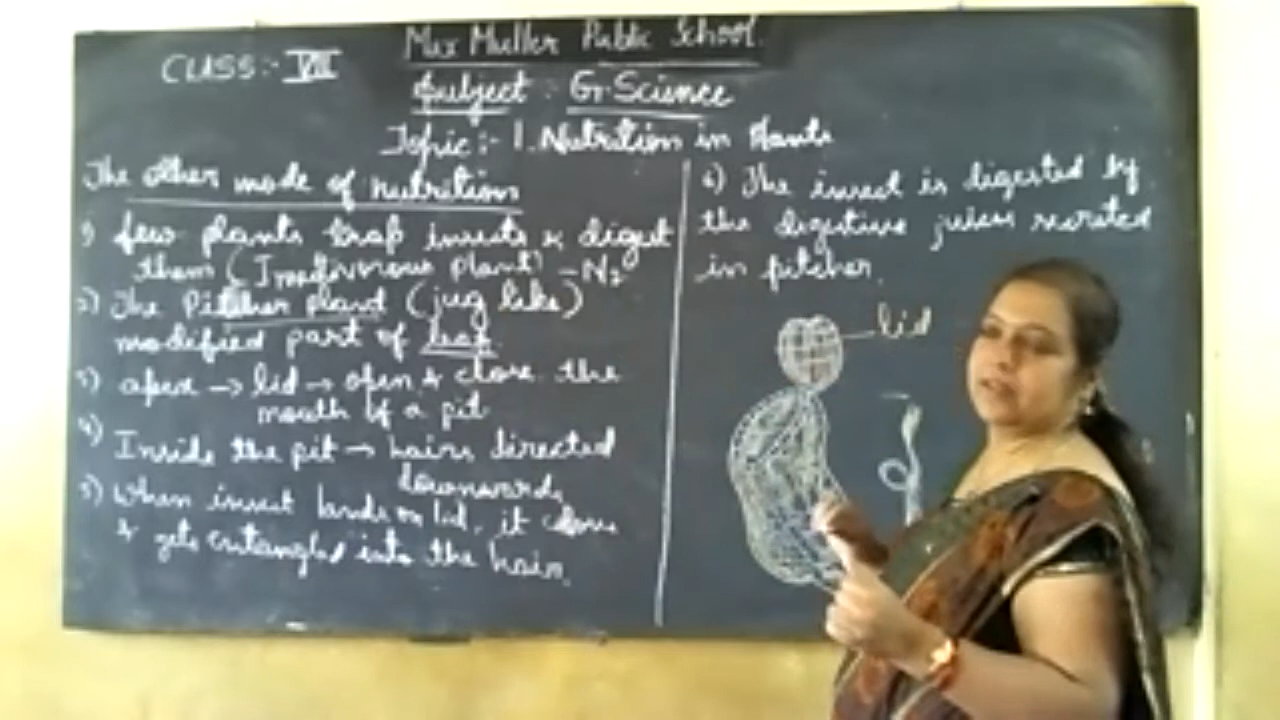 Max Muller Public School.
CLASS:- VII
Subject : G.Science
Topic :- 1. Nutrition in Plants
The other mode of nutrition
1) few plants trap insects & digest
them (Insectivorous plant) - N2
2) The Pitcher plant (jug like)
modified part of leaf.
3) apex → lid → open & close the
mouth of a pit
4) Inside the pit → hairs directed
downwards
5) When insect lands on lid, it close
& gets entangles into the hair.
6) The insect is digested by
the digestive juices secreted
in pitcher.
lid